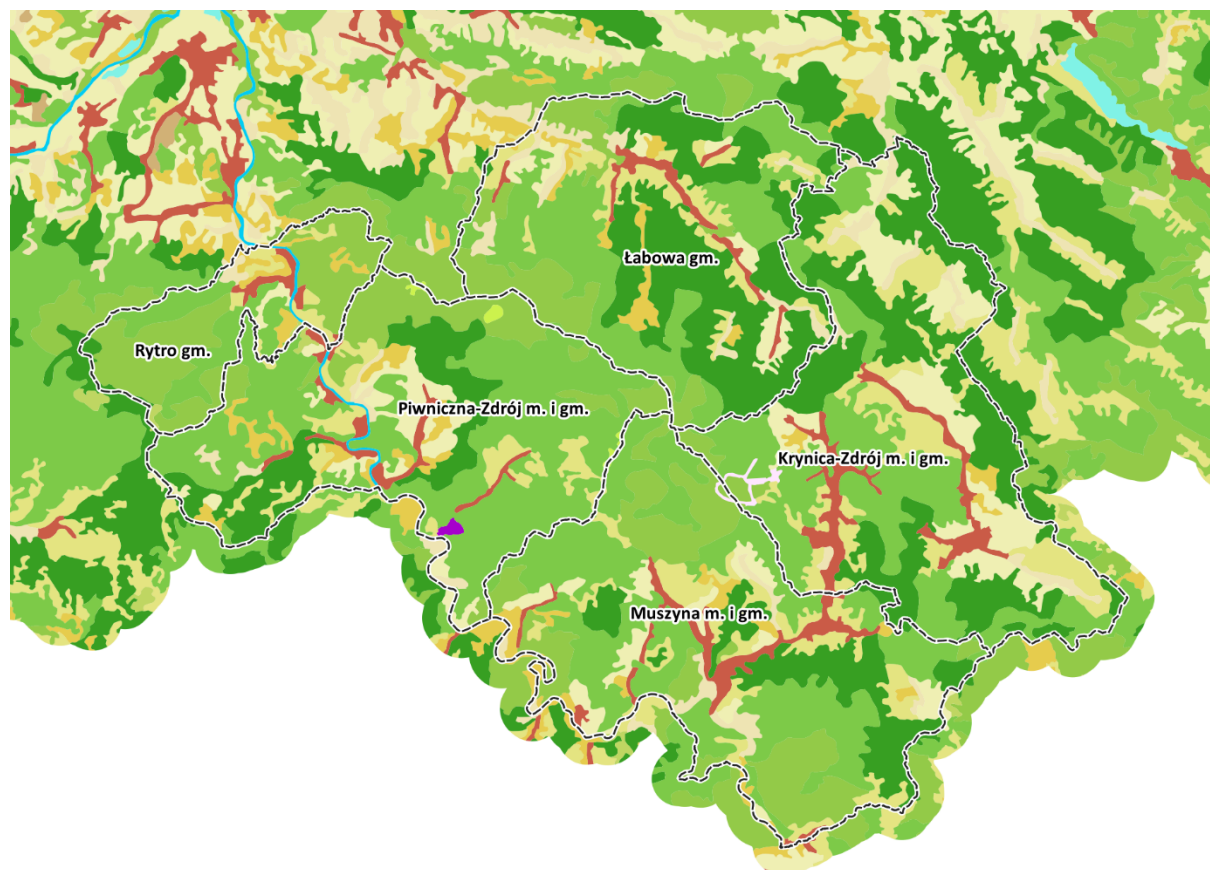 Łabowa gm.
Rytro gm.
Piwniczna-Zdrój m. i gm.
Krynica-Zdrój m. i gm.
Muszyna m. i gm.